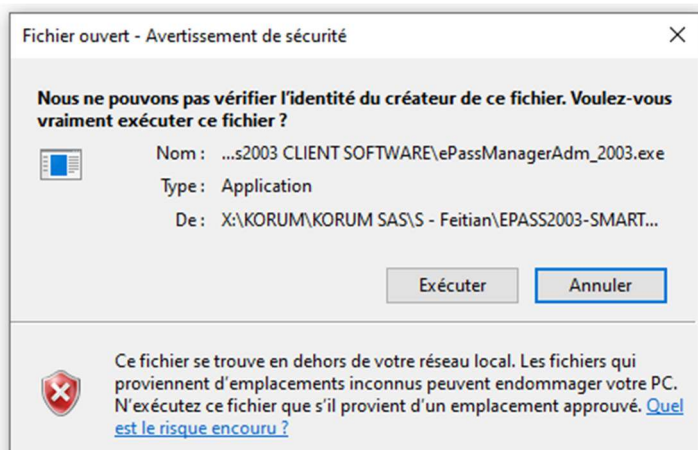 Fichier ouvert - Avertissement de sécurité
Nous ne pouvons pas vérifier l'identité du créateur de ce fichier. Voulez-vous
vraiment exécuter ce fichier ?
Nom : ...s2003 CLIENT SOFTWARE\ePassManagerAdm_2003.exe
Type : Application
De : X:\KORUM\KORUM SAS\S - Feitian\EPASS2003-SMART...
Exécuter Annuler
Ce fichier se trouve en dehors de votre réseau local. Les fichiers qui
proviennent d'emplacements inconnus peuvent endommager votre PC.
N'exécutez ce fichier que s'il provient d'un emplacement approuvé. Quel
est le risque encouru ?